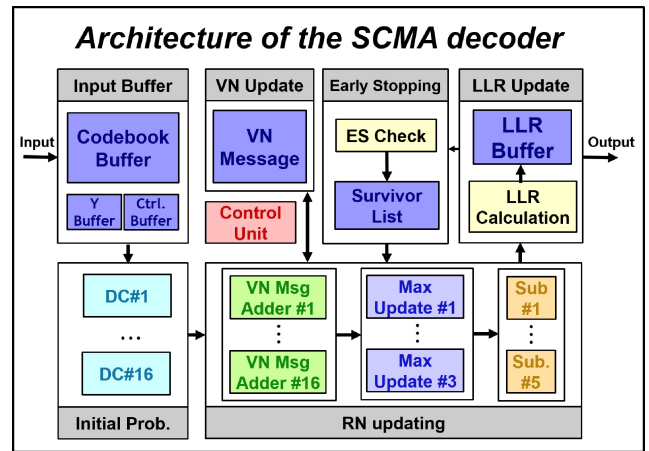 Architecture of the SCMA decoder
Input Buffer
VN Update
Early Stopping
LLR Update
Input
Codebook
Buffer
Y
Buffer
Ctrl.
Buffer
VN
Message
Control
Unit
ES Check
Survivor
List
LLR
Buffer
LLR
Calculation
Output
DC#1
...
DC#16
Initial Prob.
VN Msg
Adder #1
VN Msg
Adder #16
Max
Update #1
Max
Update #3
Sub
#1
Sub.
#5
RN updating